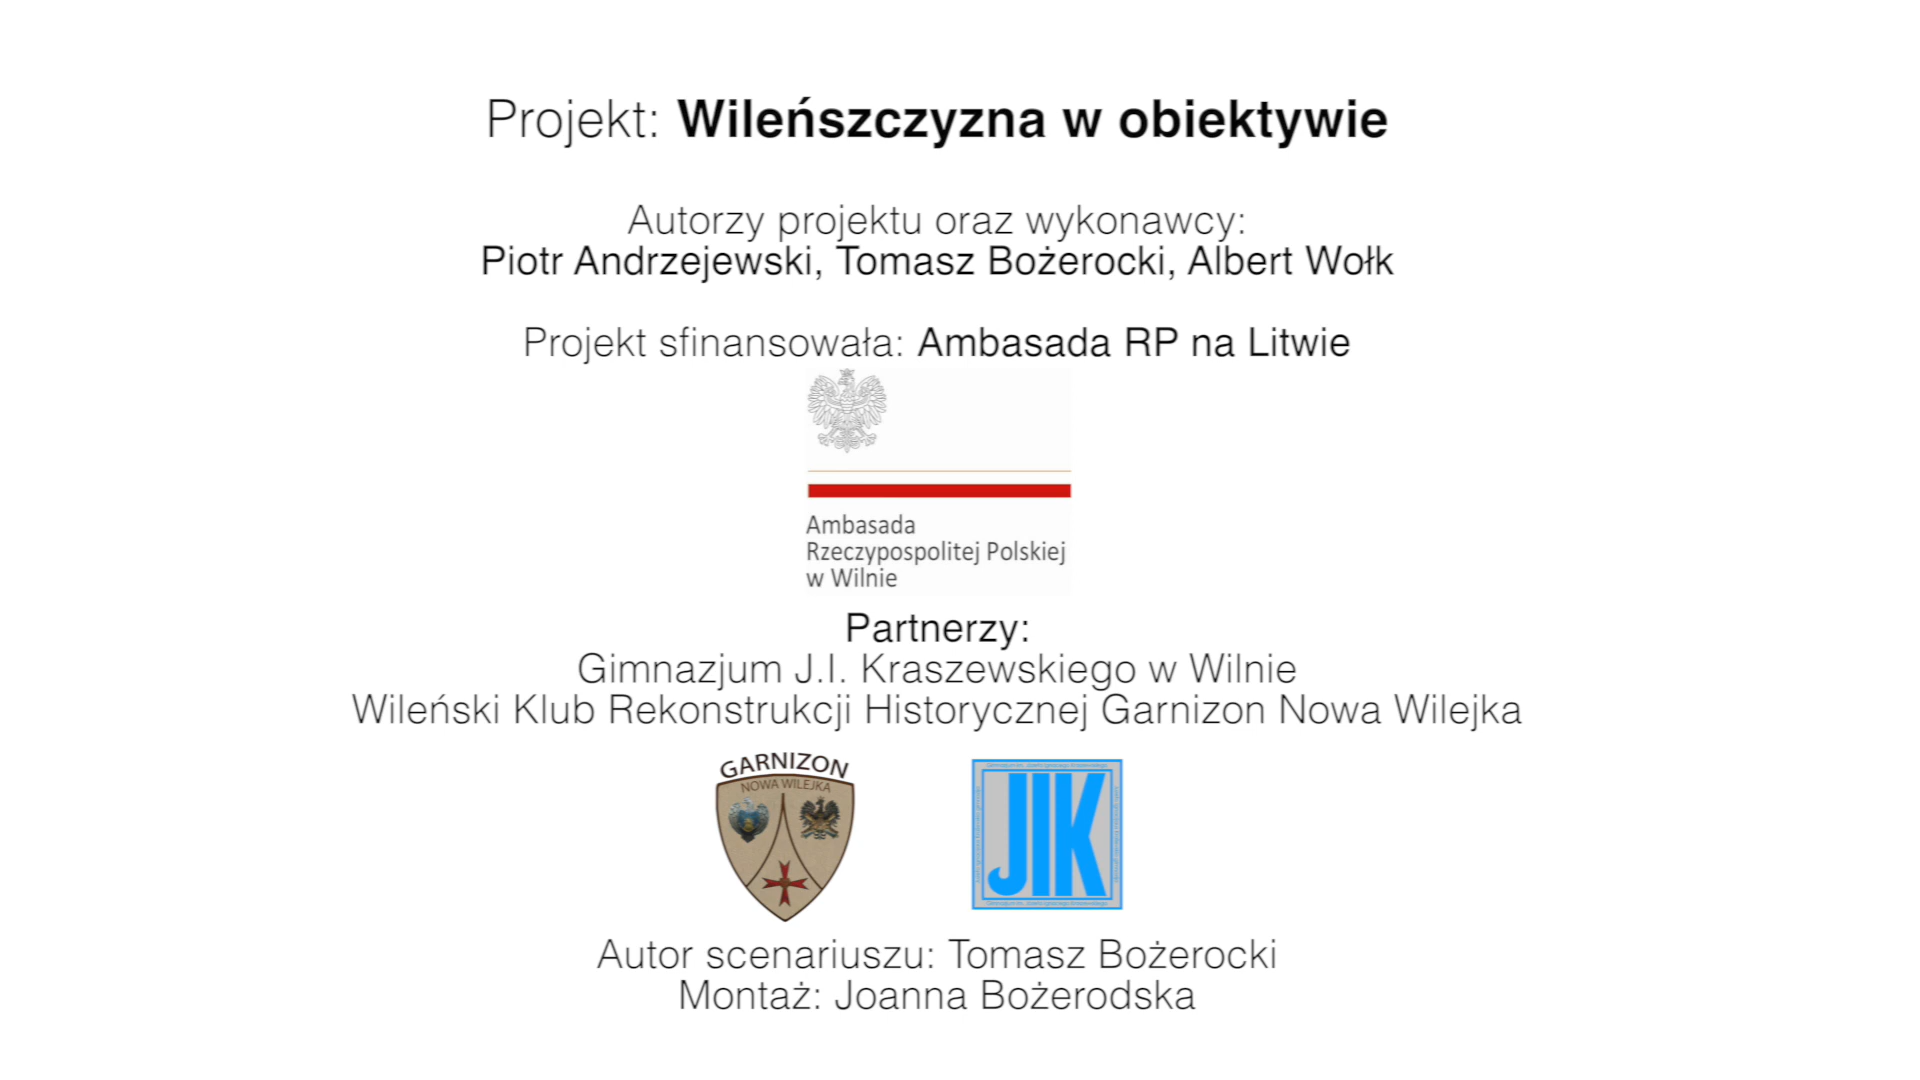 Projekt: Wileńszczyzna w obiektywie
Autorzy projektu oraz wykonawcy:
Piotr Andrzejewski, Tomasz Bożerocki, Albert Wołk
Projekt sfinansowała: Ambasada RP na Litwie
Ambasada
Rzeczypospolitej Polskiej
w Wilnie
Partnerzy:
Gimnazjum J.I. Kraszewskiego w Wilnie
Wileński Klub Rekonstrukcji Historycznej Garnizon Nowa Wilejka
GARNIZON
NOWA WILEJKA
JIK
Autor scenariuszu: Tomasz Bożerocki
Montaż: Joanna Bożerodska